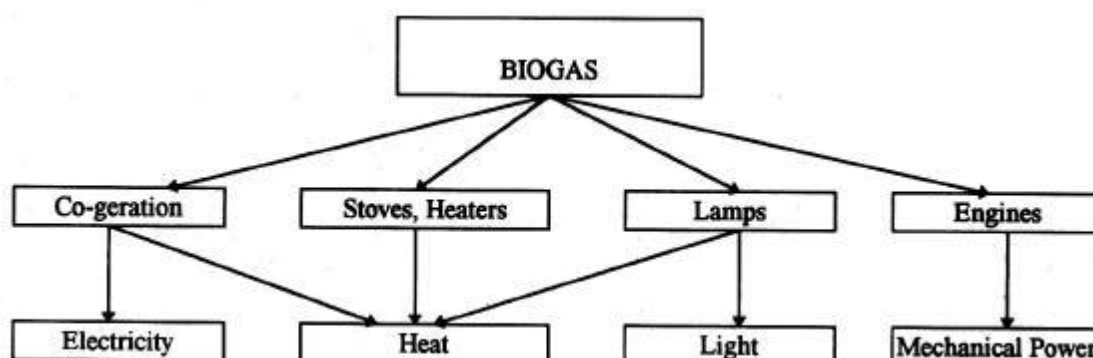 BIOGAS
Co-geration
Stoves, Heaters
Lamps
Engines
Electricity
Heat
Light
Mechanical Power